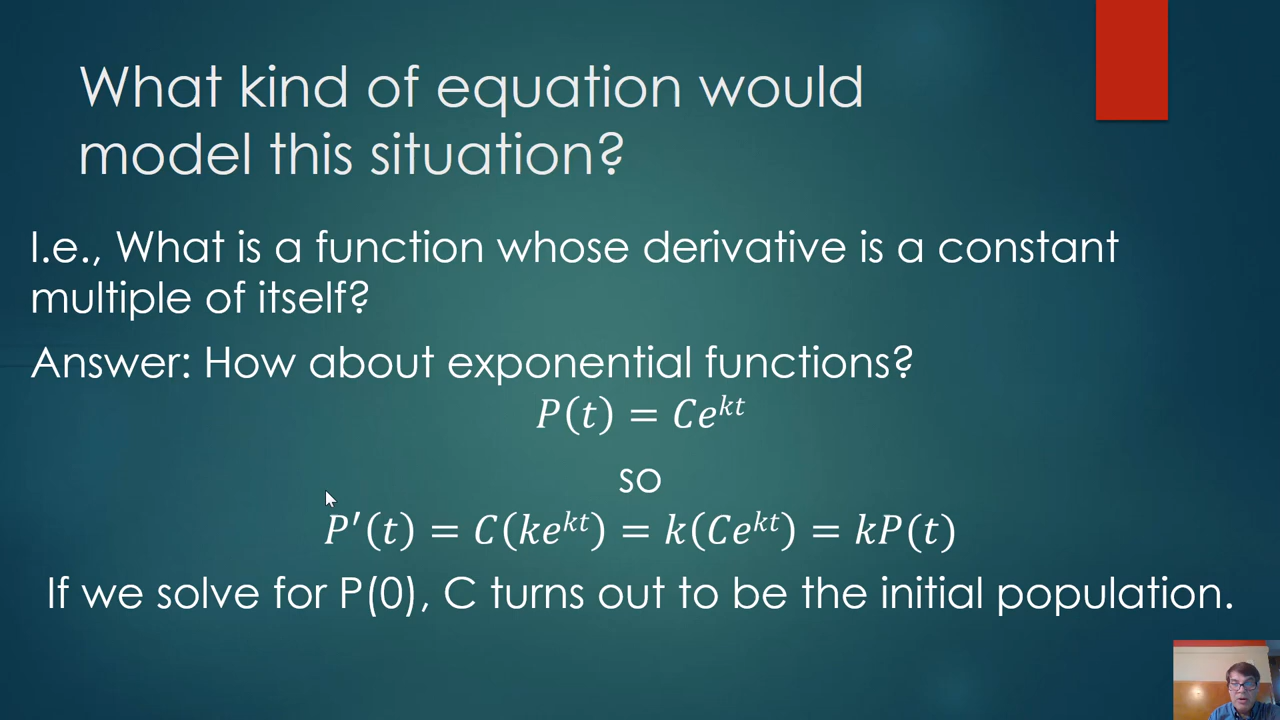 What kind of equation would
model this situation?
I.e., What is a function whose derivative is a constant
multiple of itself?
Answer: How about exponential functions?
𝑃(𝑡) = 𝐶𝑒^{𝑘𝑡}
so
𝑃′(𝑡) = 𝐶(𝑘𝑒^{𝑘𝑡}) = 𝑘(𝐶𝑒^{𝑘𝑡}) = 𝑘𝑃(𝑡)
If we solve for P(0), C turns out to be the initial population.